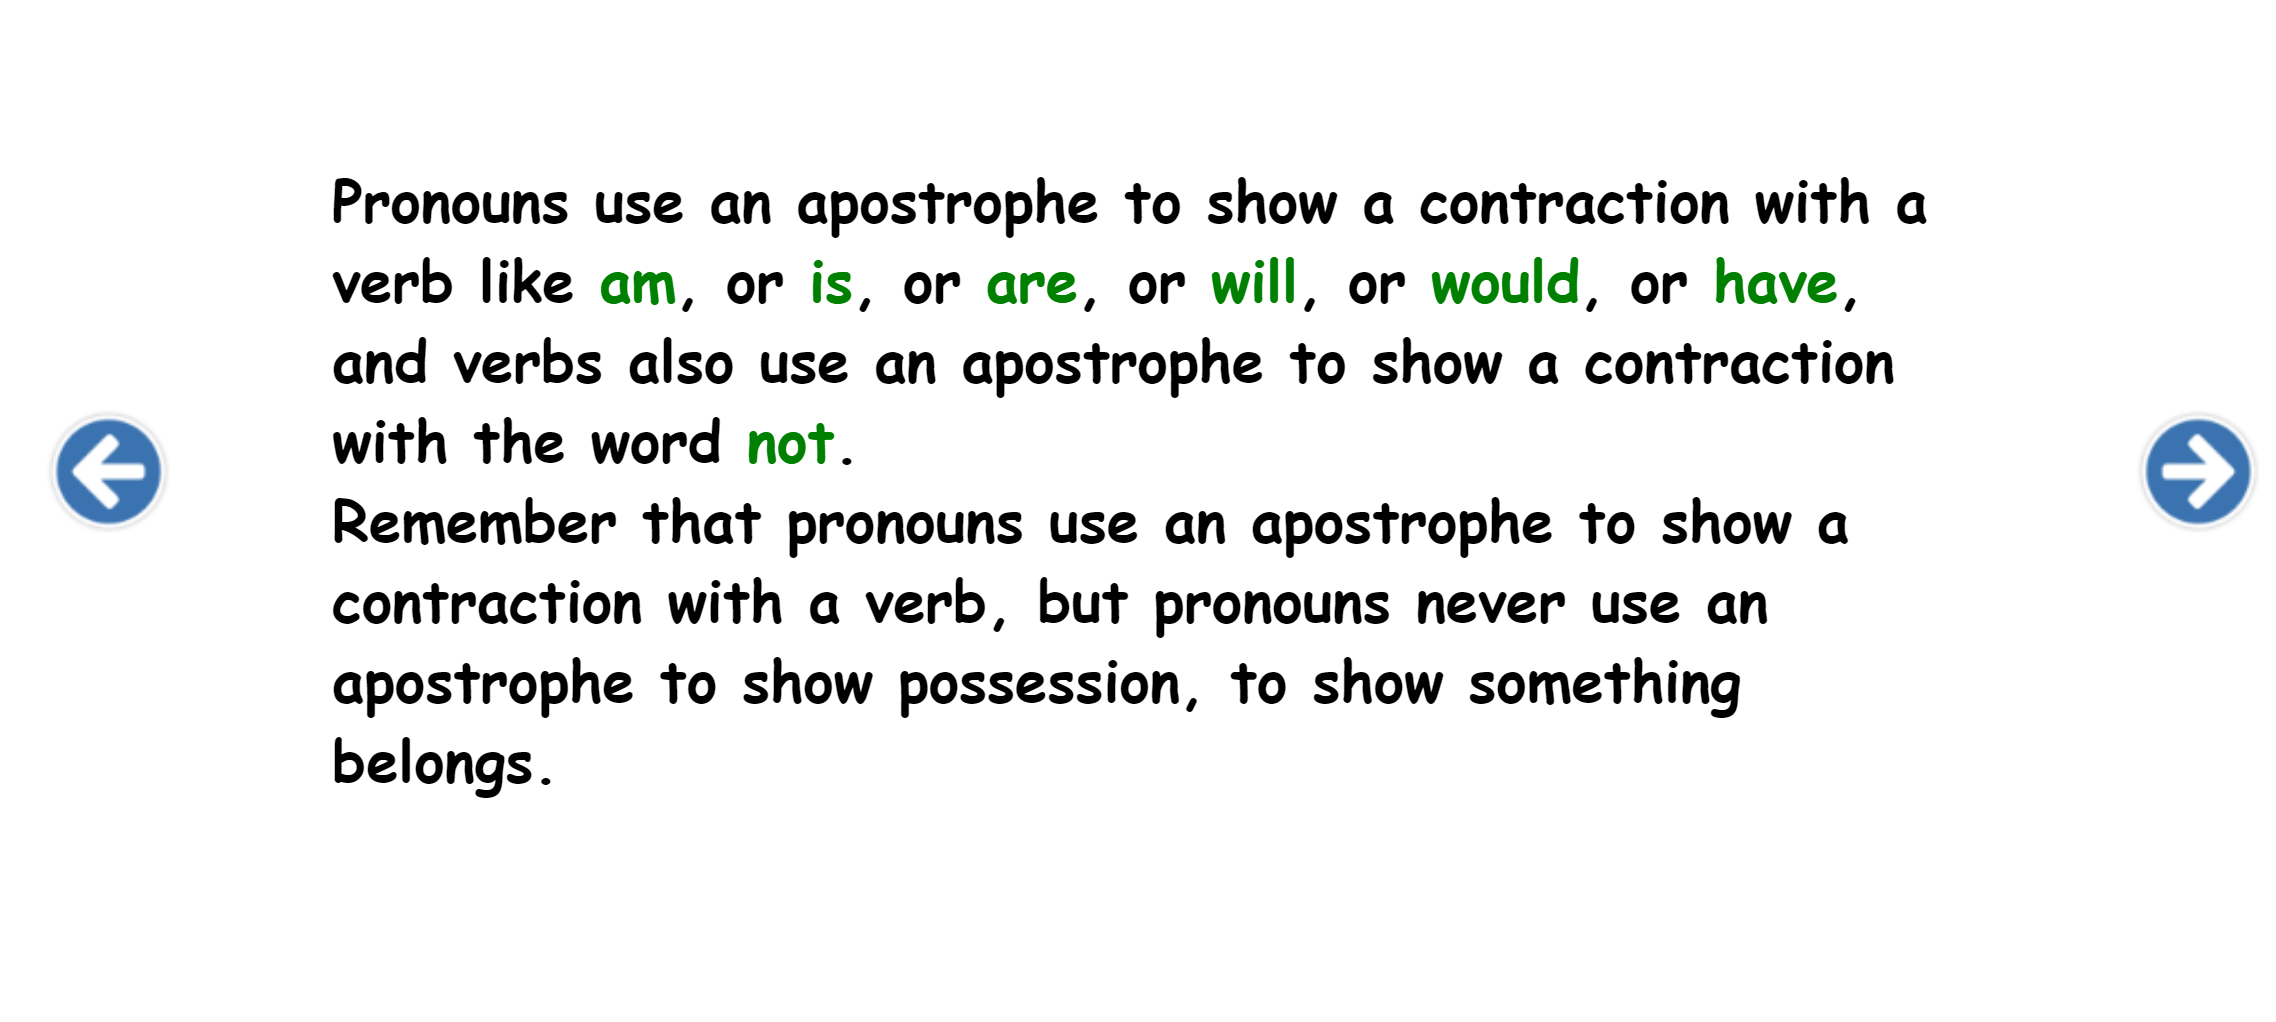 Pronouns use an apostrophe to show a contraction with a
verb like am, or is, or are, or will, or would, or have,
and verbs also use an apostrophe to show a contraction
with the word not.
Remember that pronouns use an apostrophe to show a
contraction with a verb, but pronouns never use an
apostrophe to show possession, to show something
belongs.